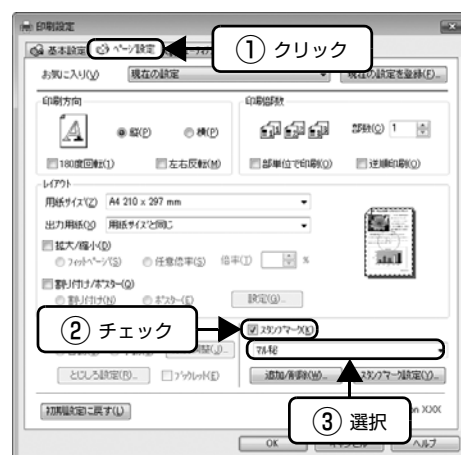 印刷設定
基本設定 ページ設定
① クリック
お気に入り(V) 現在の設定 現在の設定を登録(F)...
印刷方向 印刷部数
縦(P) 横(P) 部数(C) 1
180度回転(1) 左右反転(M) 部単位で印刷(O) 逆順印刷(O)
レイアウト
用紙サイズ(Z) A4 210 x 297 mm
出力用紙(X) 用紙サイズと同じ
拡大/縮小(D)
フィットページ(S) 任意倍率(S) 倍率(T) %
割り付け/ポスター(Q)
割り付け(N) ポスター(E) 設定(G)...
② チェック
スタンプマーク(K)
マル秘
とじしろ設定(R)... ブックレット(E) 追加/削除(W)... スタンプマーク設定(Y)...
③ 選択
初期設定に戻す(L)
OK ヘルプ